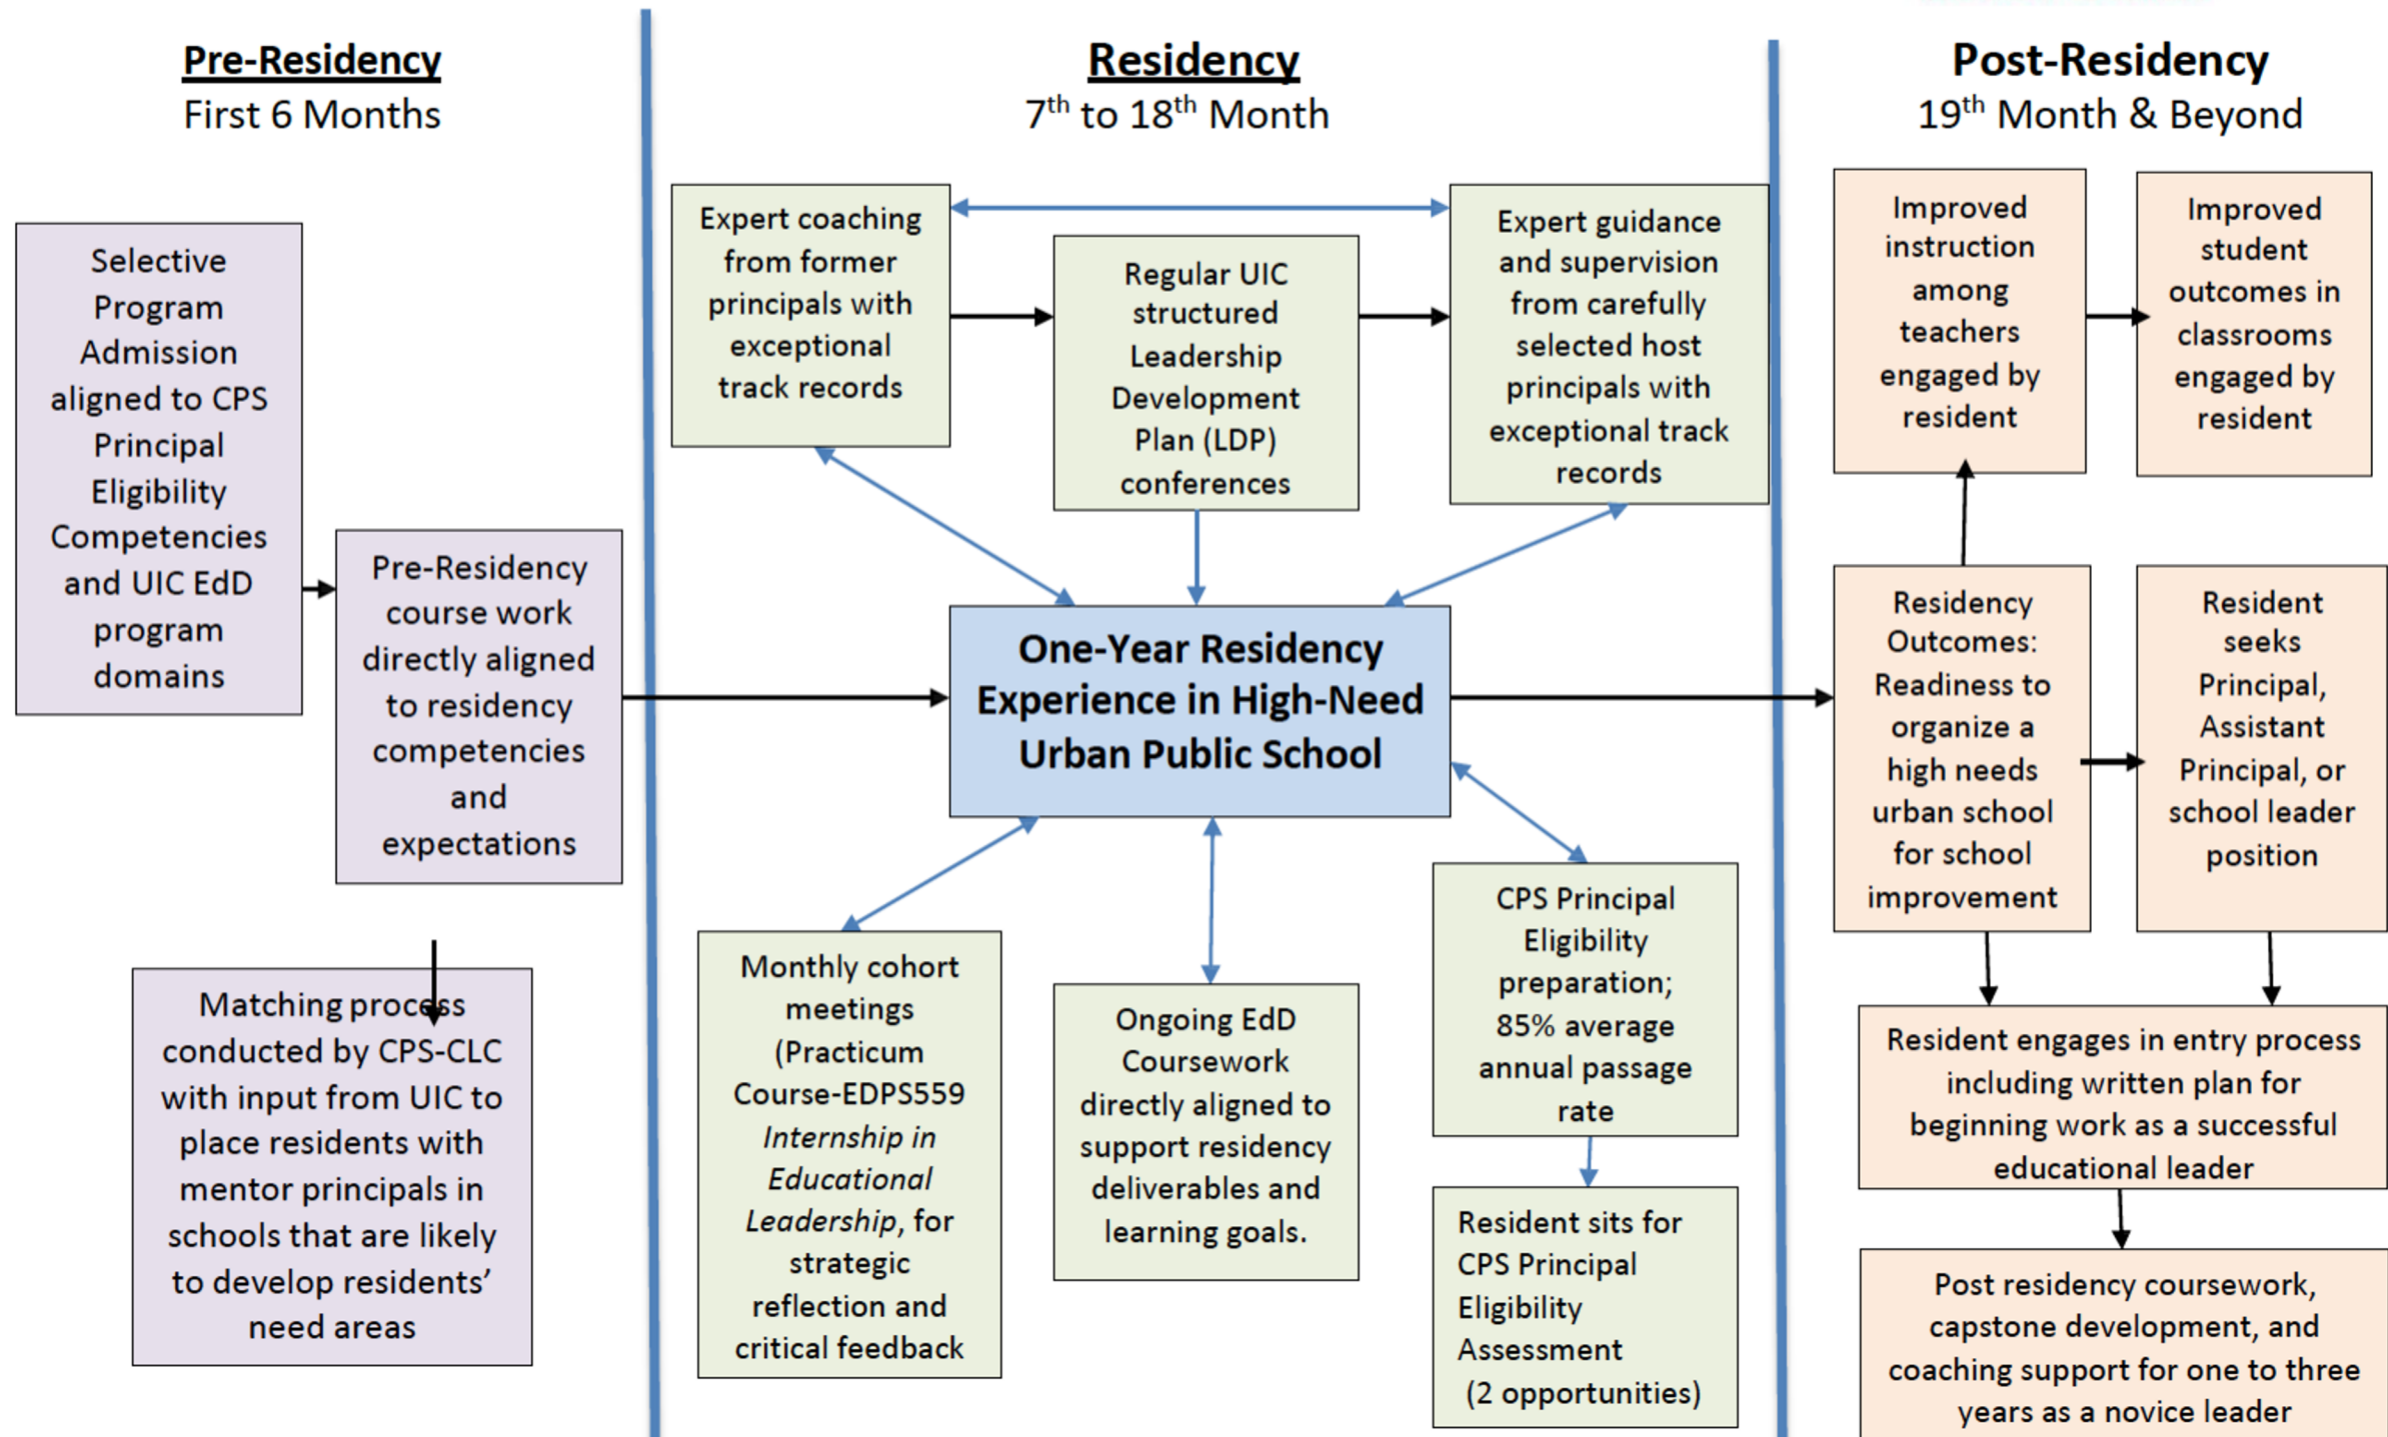 Pre-Residency
First 6 Months
Selective
Program
Admission
aligned to CPS
Principal
Eligibility
Competencies
and UIC EdD
program
domains
Pre-Residency
course work
directly aligned
to residency
competencies
and
expectations
Matching process
conducted by CPS-CLC
with input from UIC to
place residents with
mentor principals in
schools that are likely
to develop residents’
need areas
Residency
7th to 18th Month
Expert coaching
from former
principals with
exceptional
track records
Regular UIC
structured
Leadership
Development
Plan (LDP)
conferences
Expert guidance
and supervision
from carefully
selected host
principals with
exceptional track
records
One-Year Residency
Experience in High-Need
Urban Public School
Monthly cohort
meetings
(Practicum
Course-EDPS559
Internship in
Educational
Leadership, for
strategic
reflection and
critical feedback
Ongoing EdD
Coursework
directly aligned to
support residency
deliverables and
learning goals.
CPS Principal
Eligibility
preparation;
85% average
annual passage
rate
Resident sits for
CPS Principal
Eligibility
Assessment
(2 opportunities)
Post-Residency
19th Month & Beyond
Improved
instruction
among
teachers
engaged by
resident
Improved
student
outcomes in
classrooms
engaged by
resident
Residency
Outcomes:
Readiness to
organize a
high needs
urban school
for school
improvement
Resident
seeks
Principal,
Assistant
Principal, or
school leader
position
Resident engages in entry process
including written plan for
beginning work as a successful
educational leader
Post residency coursework,
capstone development, and
coaching support for one to three
years as a novice leader